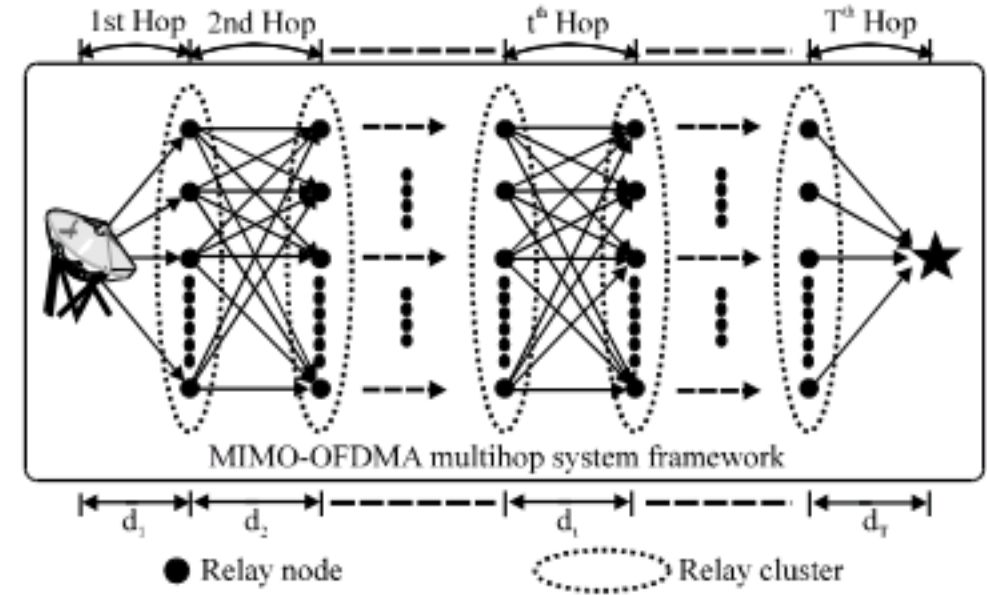 1st Hop 2nd Hop tth Hop Tth Hop
MIMO-OFDMA multihop system framework
d1 d2 dt dT
Relay node Relay cluster